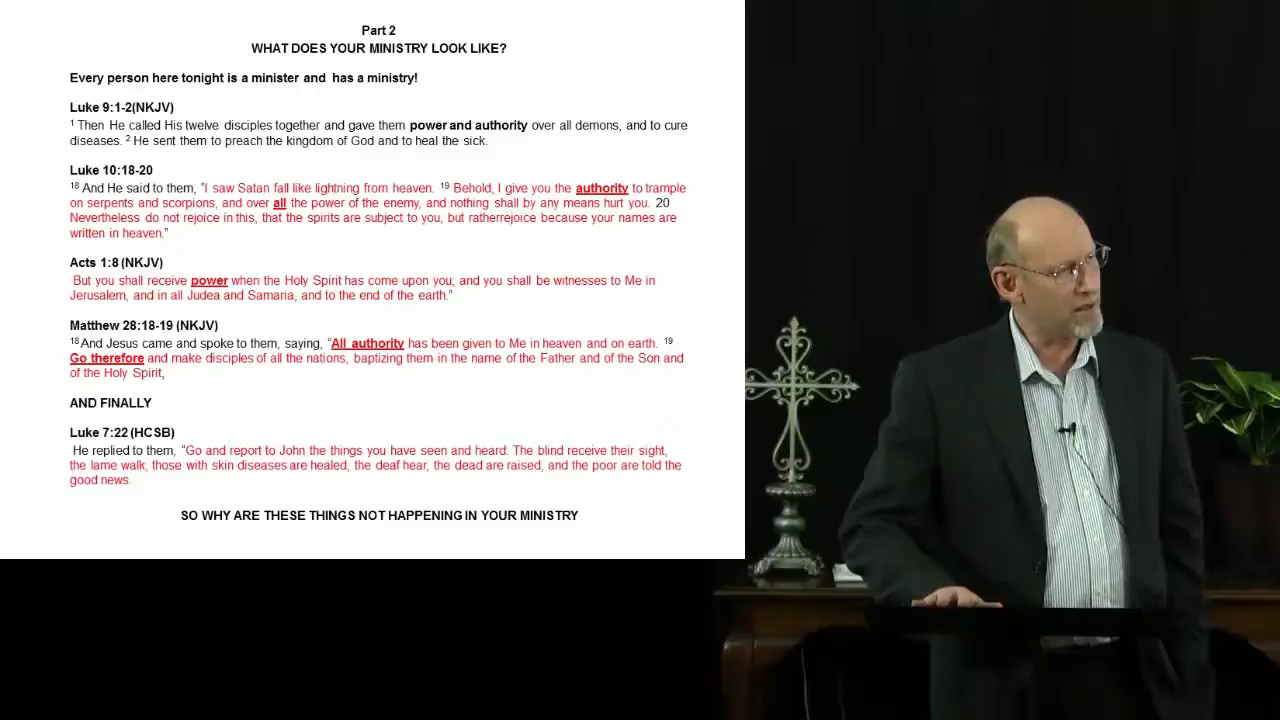 Part 2
WHAT DOES YOUR MINISTRY LOOK LIKE?
Every person here tonight is a minister and has a ministry!
Luke 9:1-2(NKJV)
1 Then He called His twelve disciples together and gave them power and authority over all demons, and to cure
diseases. 2 He sent them to preach the kingdom of God and to heal the sick.
Luke 10:18-20
18 And He said to them, "I saw Satan fall like lightning from heaven. 19 Behold, I give you the authority to trample
on serpents and scorpions, and over all the power of the enemy, and nothing shall by any means hurt you. 20
Nevertheless do not rejoice in this, that the spirits are subject to you, but ratherrejoice because your names are
written in heaven."
Acts 1:8 (NKJV)
But you shall receive power when the Holy Spirit has come upon you; and you shall be witnesses to Me in
Jerusalem, and in all Judea and Samaria, and to the end of the earth."
Matthew 28:18-19 (NKJV)
18 And Jesus came and spoke to them, saying, "All authority has been given to Me in heaven and on earth. 19
Go therefore and make disciples of all the nations, baptizing them in the name of the Father and of the Son and
of the Holy Spirit,
AND FINALLY
Luke 7:22 (HCSB)
He replied to them, "Go and report to John the things you have seen and heard: The blind receive their sight,
the lame walk, those with skin diseases are healed, the deaf hear, the dead are raised, and the poor are told the
good news
SO WHY ARE THESE THINGS NOT HAPPENING IN YOUR MINISTRY